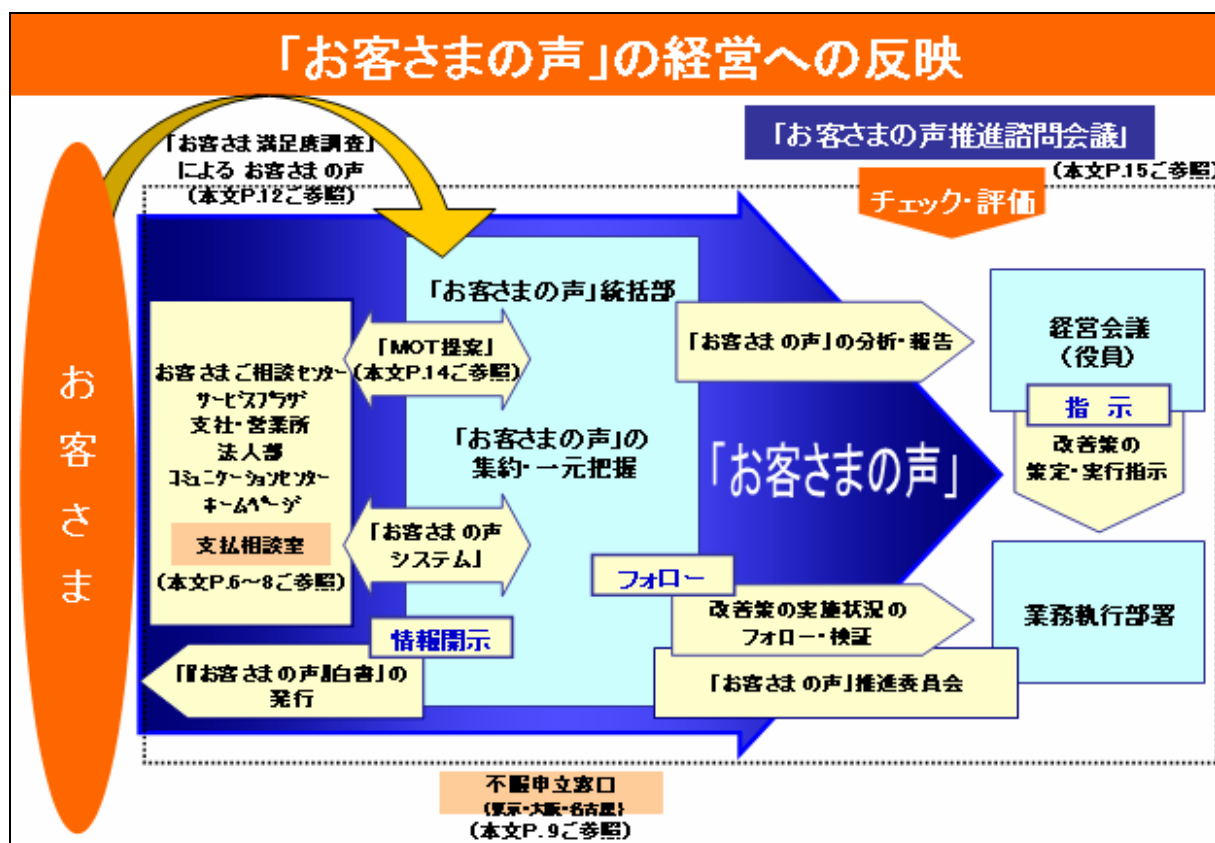 「お客さまの声」の経営への反映
「お客さま満足度調査」
による お客さまの声
(本文P.12ご参照)
「お客さまの声推進諮問会議」
(本文P.15ご参照)
チェック・評価
お客さま
「お客さまの声」統括部
お客さまご相談センター
サービスプラザ
支社・営業所
法人部
コミュニケーションセンター
ホームページ
支払相談室
(本文P.6～8ご参照)
「MOT提案」
(本文P.14ご参照)
「お客さまの声」の
集約・一元把握
「お客さまの声
システム」
「お客さまの声」の分析・報告
「お客さまの声」
経営会議
(役員)
指 示
改善策の
策定・実行指示
フォロー
改善策の実施状況の
フォロー・検証
業務執行部署
「お客さまの声」推進委員会
情報開示
「『お客さまの声』白書」の
発行
不服申立窓口
(東京・大阪・名古屋)
(本文P.9ご参照)